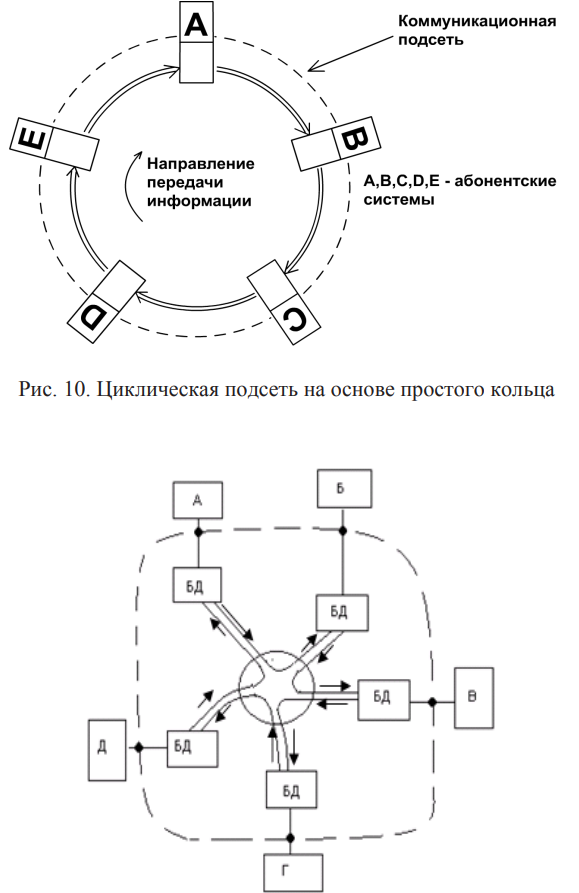 A
Коммуникационная
подсеть
E
B
Направление
передачи
информации
A,B,C,D,E - абонентские
системы
D
C
Рис. 10. Циклическая подсеть на основе простого кольца
А
Б
БД
БД
БД
В
Д
БД
БД
Г